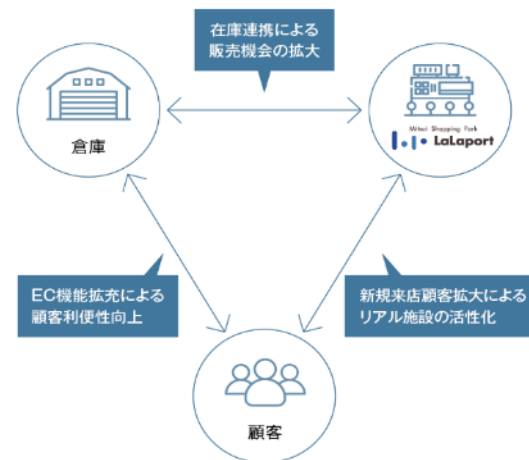 在庫連携による
販売機会の拡大
倉庫
Mitsui Shopping Park
LaLaport
EC機能拡充による
顧客利便性向上
新規来店顧客拡大による
リアル施設の活性化
顧客